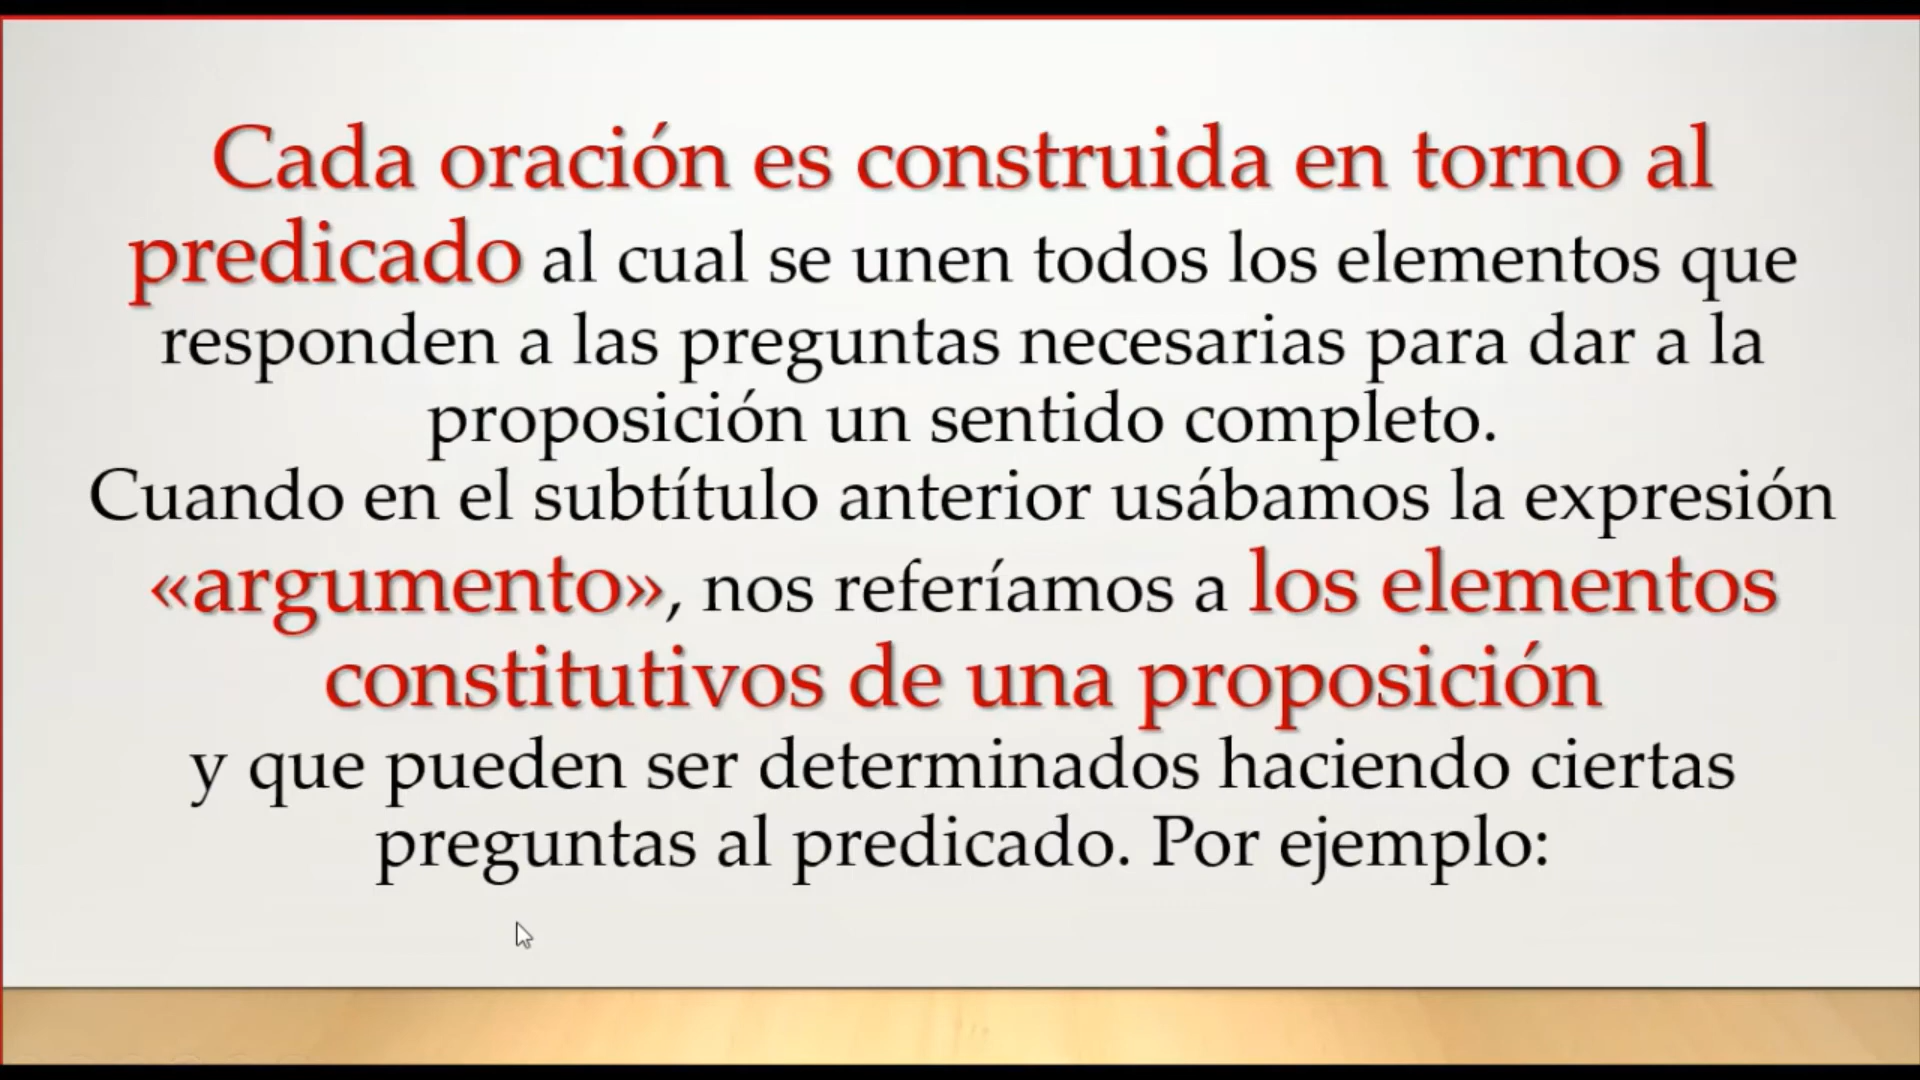 Cada oración es construida en torno al
predicado al cual se unen todos los elementos que
responden a las preguntas necesarias para dar a la
proposición un sentido completo.
Cuando en el subtítulo anterior usábamos la expresión
«argumento», nos referíamos a los elementos
constitutivos de una proposición
y que pueden ser determinados haciendo ciertas
preguntas al predicado. Por ejemplo: